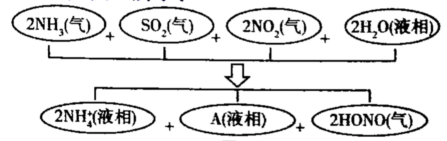 2NH₃(气) + SO₂(气) + 2NO₂(气) + 2H₂O(液相)
2NH₄⁺(液相) + A(液相) + 2HONO(气)